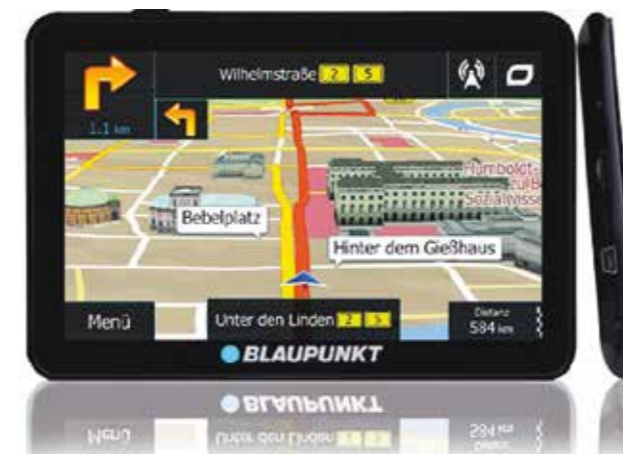 Wilhelmstraße 2 5
1.1 km
Humboldt-
Bebelplatz
Hinter dem Gießhaus
Menü
Unter den Linden 2 5
Distanz
584 km
BLAUPUNKT